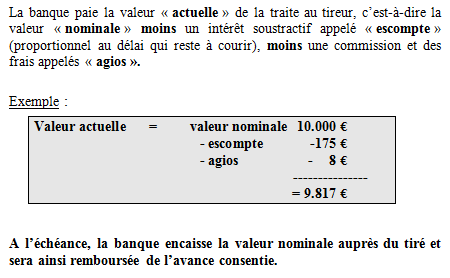 La banque paie la valeur « actuelle » de la traite au tireur, c'est-à-dire la
valeur « nominale » moins un intérêt soustractif appelé « escompte »
(proportionnel au délai qui reste à courir), moins une commission et des
frais appelés « agios ».
Exemple :
Valeur actuelle = valeur nominale 10.000 €
- escompte -175 €
- agios - 8 €
---------------
= 9.817 €
A l'échéance, la banque encaisse la valeur nominale auprès du tiré et
sera ainsi remboursée de l'avance consentie.